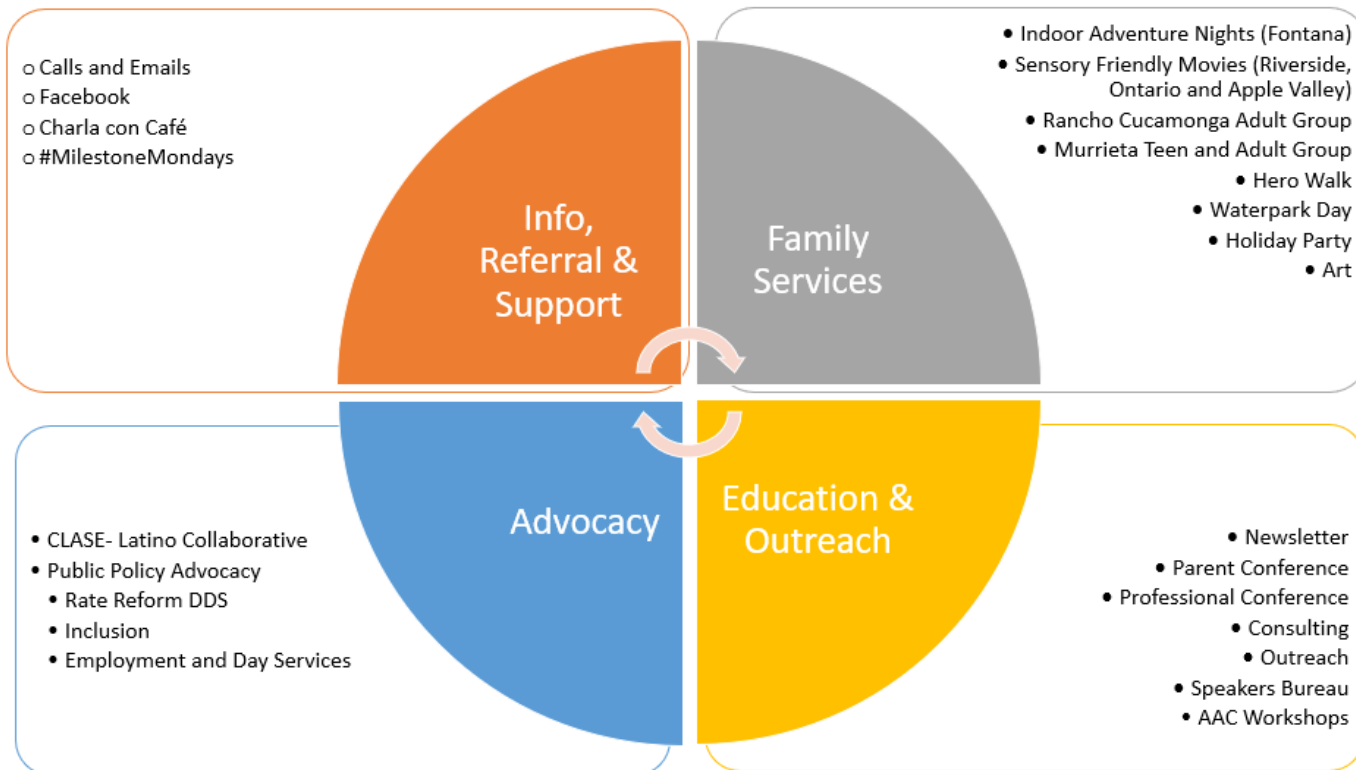 o Calls and Emails
o Facebook
o Charla con Café
o #MilestoneMondays
Info,
Referral &
Support
• Indoor Adventure Nights (Fontana)
• Sensory Friendly Movies (Riverside,
Ontario and Apple Valley)
• Rancho Cucamonga Adult Group
• Murrieta Teen and Adult Group
• Hero Walk
• Waterpark Day
• Holiday Party
• Art
Family
Services
• CLASE- Latino Collaborative
• Public Policy Advocacy
• Rate Reform DDS
• Inclusion
• Employment and Day Services
Advocacy
Education &
Outreach
• Newsletter
• Parent Conference
• Professional Conference
• Consulting
• Outreach
• Speakers Bureau
• AAC Workshops